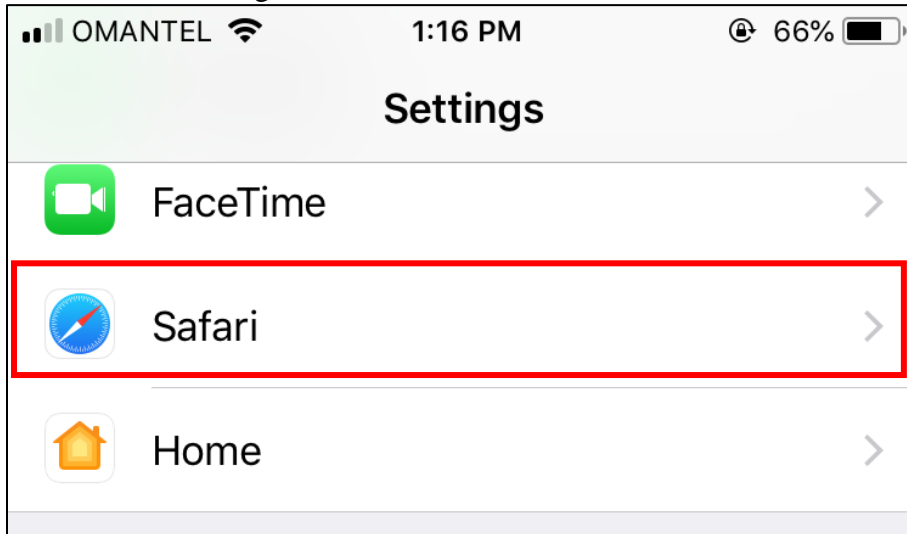 OMANTEL 1:16 PM 66%
Settings
FaceTime
Safari
Home